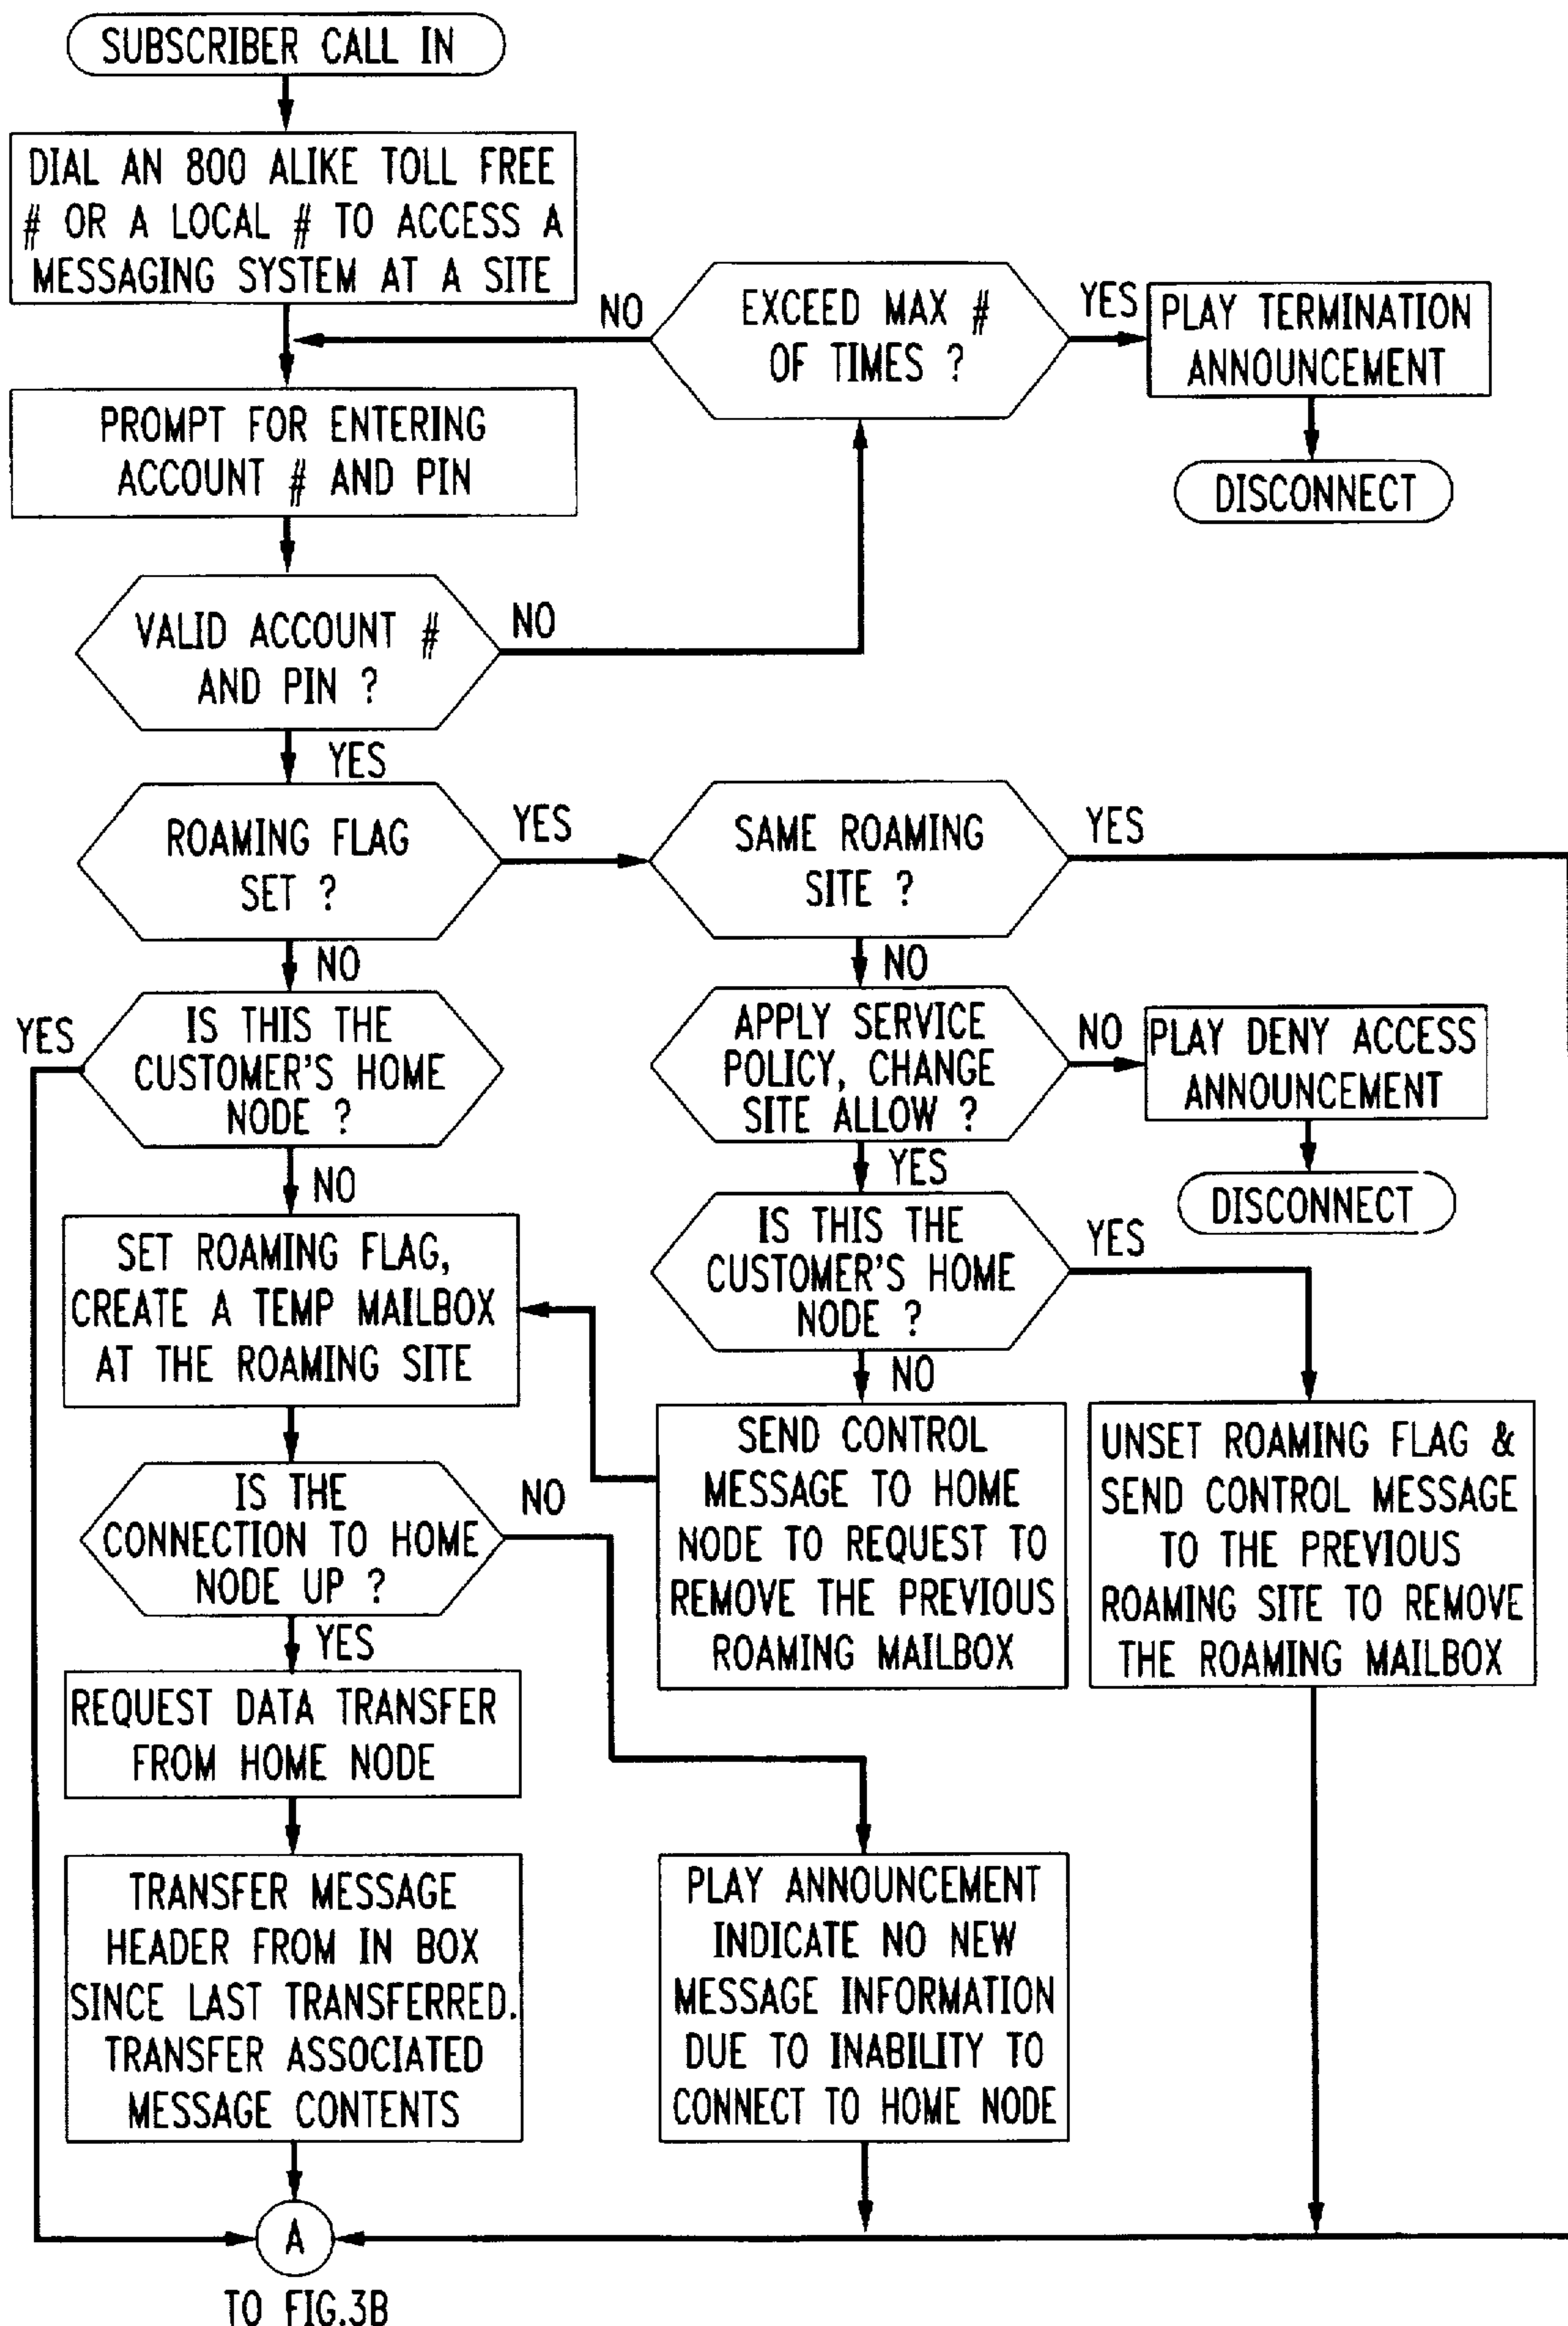 SUBSCRIBER CALL IN
DIAL AN 800 ALIKE TOLL FREE
# OR A LOCAL # TO ACCESS A
MESSAGING SYSTEM AT A SITE
NO
EXCEED MAX #
OF TIMES ?
YES
PLAY TERMINATION
ANNOUNCEMENT
DISCONNECT
PROMPT FOR ENTERING
ACCOUNT # AND PIN
VALID ACCOUNT #
AND PIN ?
NO
YES
ROAMING FLAG
SET ?
YES
SAME ROAMING
SITE ?
YES
NO
NO
YES
IS THIS THE
CUSTOMER'S HOME
NODE ?
APPLY SERVICE
POLICY, CHANGE
SITE ALLOW ?
NO
PLAY DENY ACCESS
ANNOUNCEMENT
DISCONNECT
NO
YES
SET ROAMING FLAG,
CREATE A TEMP MAILBOX
AT THE ROAMING SITE
IS THIS THE
CUSTOMER'S HOME
NODE ?
YES
NO
IS THE
CONNECTION TO HOME
NODE UP ?
NO
YES
SEND CONTROL
MESSAGE TO HOME
NODE TO REQUEST TO
REMOVE THE PREVIOUS
ROAMING MAILBOX
UNSET ROAMING FLAG &
SEND CONTROL MESSAGE
TO THE PREVIOUS
ROAMING SITE TO REMOVE
THE ROAMING MAILBOX
REQUEST DATA TRANSFER
FROM HOME NODE
TRANSFER MESSAGE
HEADER FROM IN BOX
SINCE LAST TRANSFERRED.
TRANSFER ASSOCIATED
MESSAGE CONTENTS
PLAY ANNOUNCEMENT
INDICATE NO NEW
MESSAGE INFORMATION
DUE TO INABILITY TO
CONNECT TO HOME NODE
A
TO FIG.3B